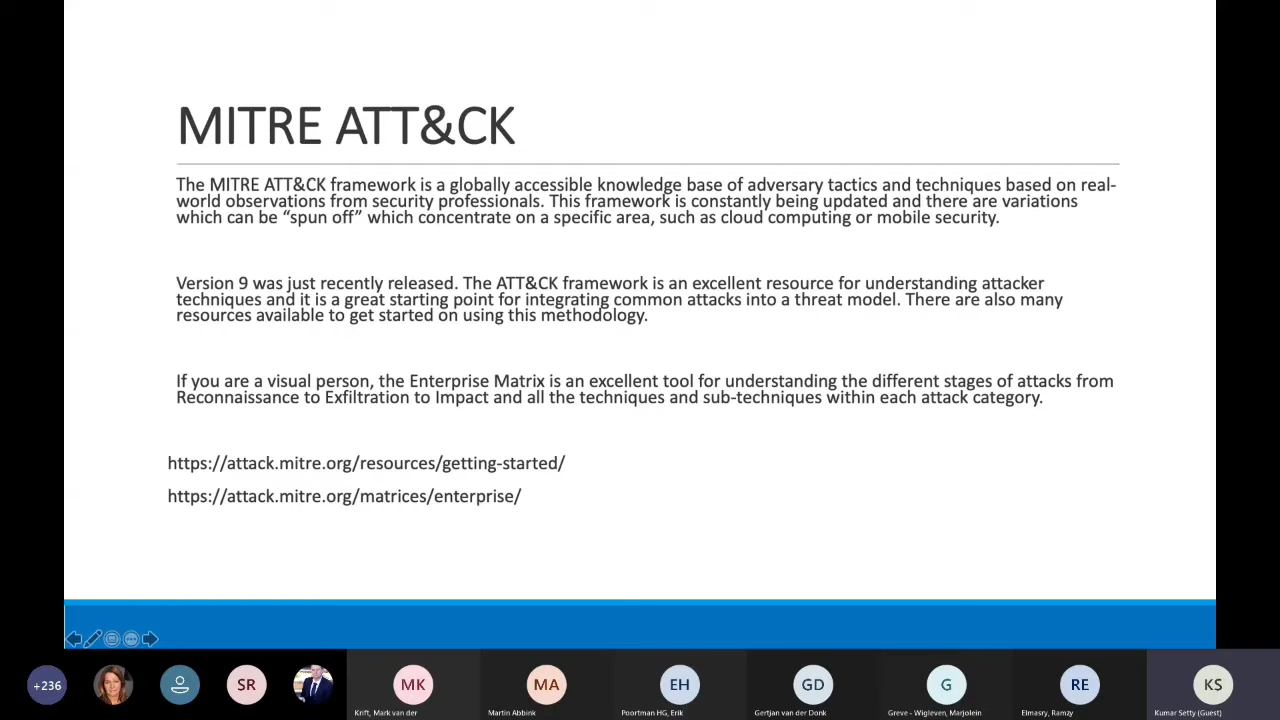 MITRE ATT&CK
The MITRE ATT&CK framework is a globally accessible knowledge base of adversary tactics and techniques based on real-
world observations from security professionals. This framework is constantly being updated and there are variations
which can be “spun off” which concentrate on a specific area, such as cloud computing or mobile security.
Version 9 was just recently released. The ATT&CK framework is an excellent resource for understanding attacker
techniques and it is a great starting point for integrating common attacks into a threat model. There are also many
resources available to get started on using this methodology.
If you are a visual person, the Enterprise Matrix is an excellent tool for understanding the different stages of attacks from
Reconnaissance to Exfiltration to Impact and all the techniques and sub-techniques within each attack category.
https://attack.mitre.org/resources/getting-started/
https://attack.mitre.org/matrices/enterprise/
+236
SR
MK
MA
EH
GD
G
RE
KS
Krift, Mark van der
Martin Abbink
Poortman HG, Erik
Gertjan van der Donk
Greve - Wigleven, Marjolein
Elmasry, Ramzy
Kumar Setty (Guest)